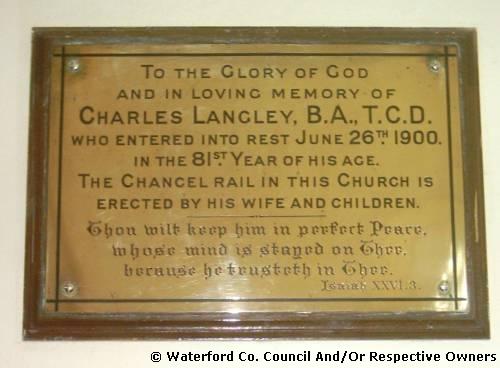 To the Glory of God
and in loving memory of
Charles Langley, B.A., T.C.D.
who entered into rest June 26th. 1900.
in the 81st. Year of his age.
The Chancel rail in this Church is
erected by his wife and children.
Thou wilt keep him in perfect Peace,
whose mind is stayed on Thee,
because he trusteth in Thee.
Isaiah XXVI.3.
© Waterford Co. Council And/Or Respective Owners